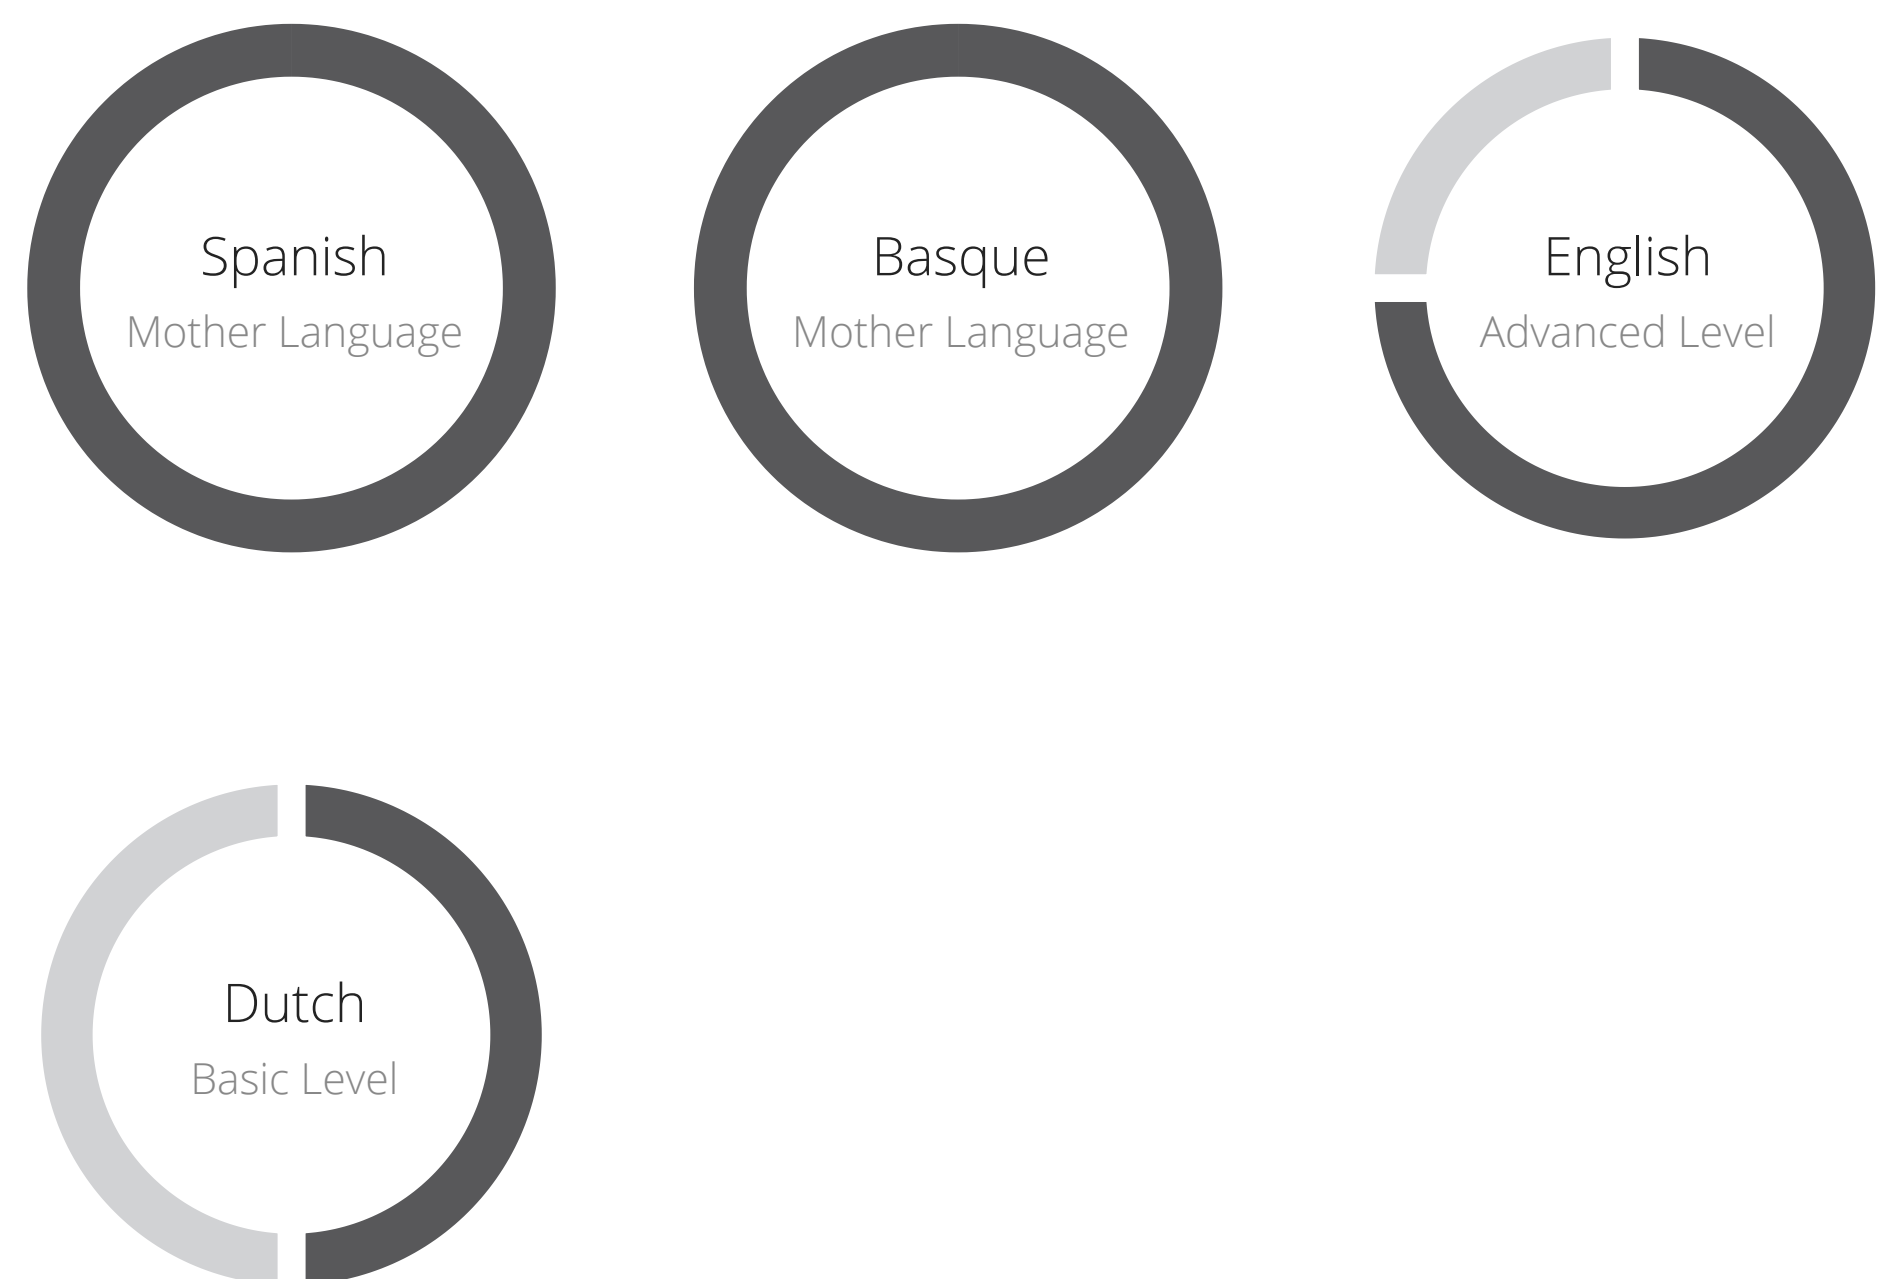 Spanish
Mother Language
Basque
Mother Language
English
Advanced Level
Dutch
Basic Level